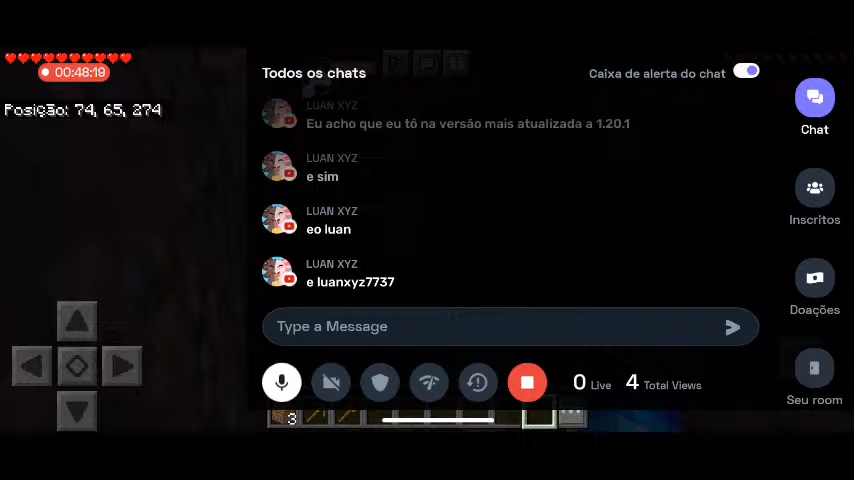 00:48:19
Posição: 74, 65, 274
Todos os chats
Caixa de alerta do chat
LUAN XYZ
Eu acho que eu tô na versão mais atualizada a 1.20.1
LUAN XYZ
e sim
LUAN XYZ
eo luan
LUAN XYZ
e luanxyz7737
Type a Message
0 Live 4 Total Views
Chat
Inscritos
Doações
Seu room
3